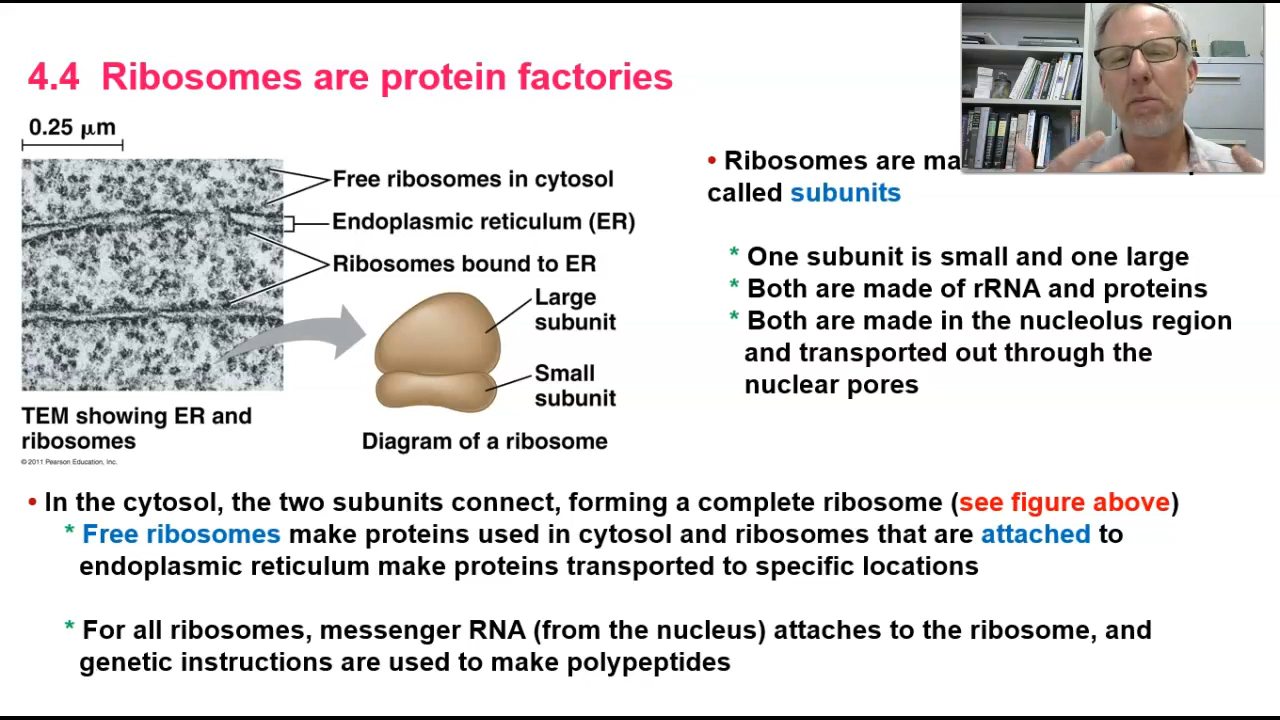 4.4 Ribosomes are protein factories
0.25 μm
Free ribosomes in cytosol
Endoplasmic reticulum (ER)
Ribosomes bound to ER
Large
subunit
Small
subunit
TEM showing ER and
ribosomes
Diagram of a ribosome
© 2011 Pearson Education, Inc.
• Ribosomes are ma
called subunits
* One subunit is small and one large
* Both are made of rRNA and proteins
* Both are made in the nucleolus region
and transported out through the
nuclear pores
• In the cytosol, the two subunits connect, forming a complete ribosome (see figure above)
* Free ribosomes make proteins used in cytosol and ribosomes that are attached to
endoplasmic reticulum make proteins transported to specific locations
* For all ribosomes, messenger RNA (from the nucleus) attaches to the ribosome, and
genetic instructions are used to make polypeptides